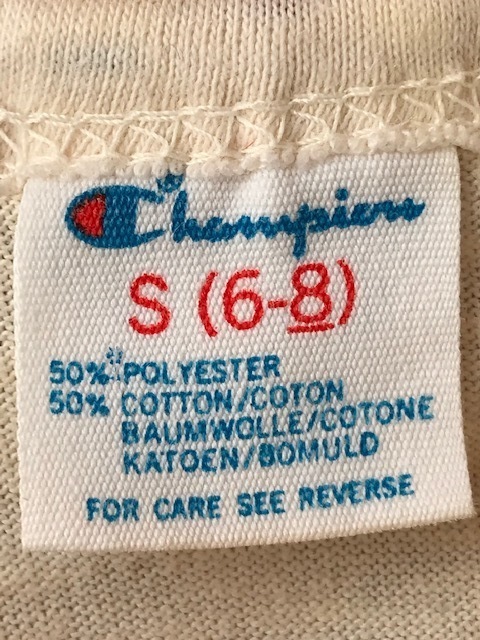 Champion
S (6-8)
50% POLYESTER
50% COTTON/COTON
BAUMWOLLE/COTONE
KATOEN/BOMULD
FOR CARE SEE REVERSE